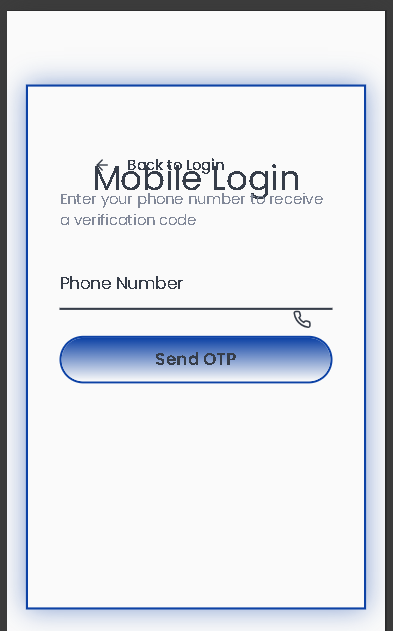 Back to Login
Mobile Login
Enter your phone number to receive
a verification code
Phone Number
Send OTP